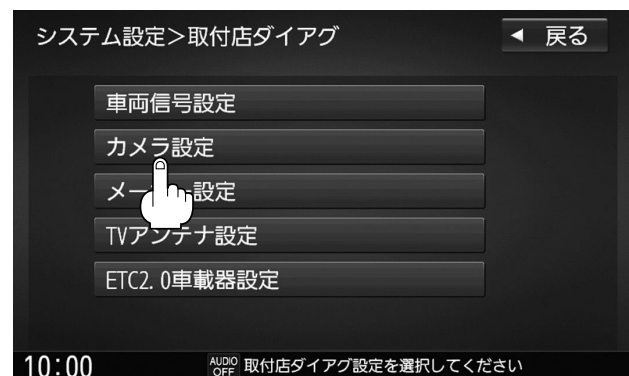 システム設定＞取付店ダイアグ
◀ 戻る
車両信号設定
カメラ設定
メー 設定
TVアンテナ設定
ETC2.0車載器設定
10:00
AUDIO OFF 取付店ダイアグ設定を選択してください